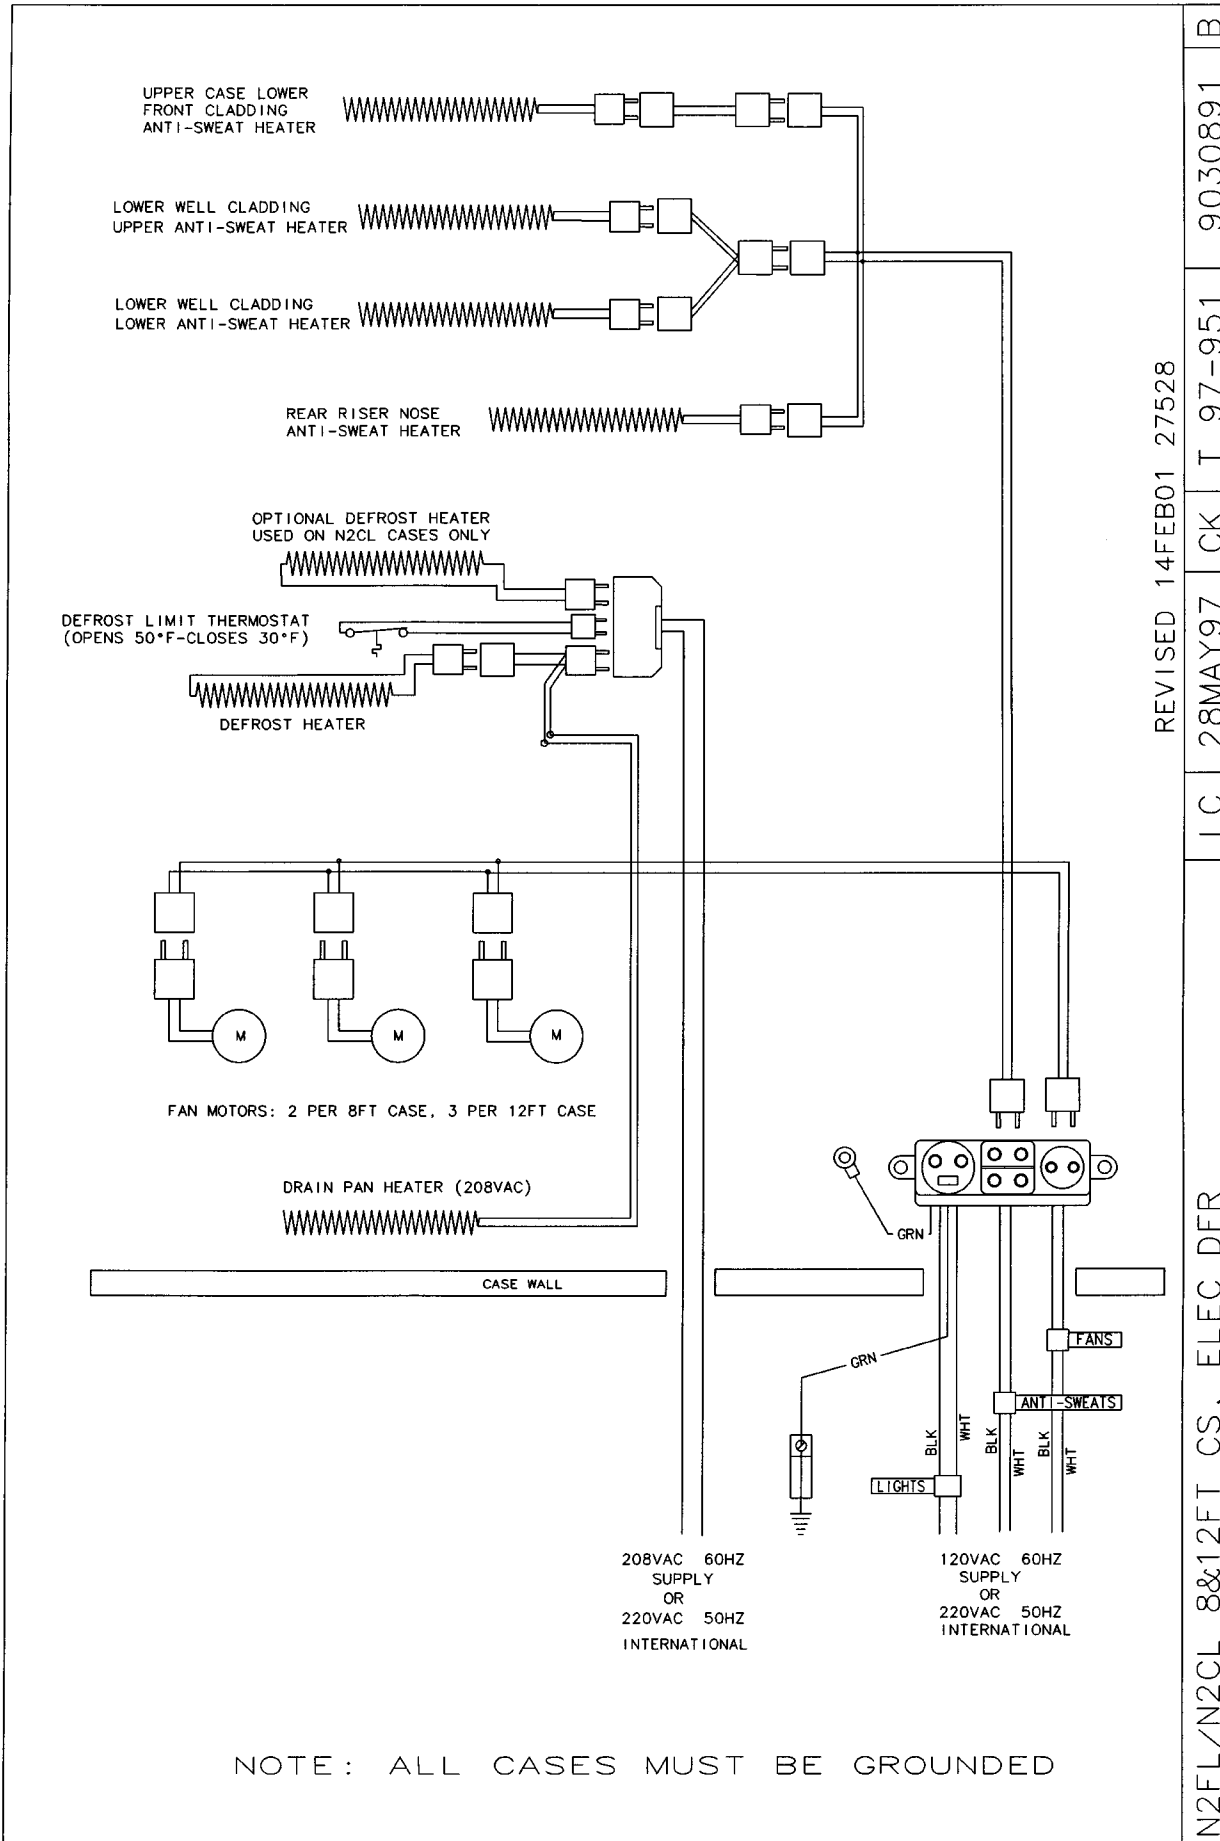 UPPER CASE LOWER
FRONT CLADDING
ANTI-SWEAT HEATER
LOWER WELL CLADDING
UPPER ANTI-SWEAT HEATER
LOWER WELL CLADDING
LOWER ANTI-SWEAT HEATER
REAR RISER NOSE
ANTI-SWEAT HEATER
OPTIONAL DEFROST HEATER
USED ON N2CL CASES ONLY
DEFROST LIMIT THERMOSTAT
(OPENS 50°F-CLOSES 30°F)
DEFROST HEATER
M
M
M
FAN MOTORS: 2 PER 8FT CASE, 3 PER 12FT CASE
DRAIN PAN HEATER (208VAC)
GRN
CASE WALL
FANS
GRN
ANTI-SWEATS
BLK
WHT
BLK
WHT
BLK
WHT
LIGHTS
208VAC 60HZ
SUPPLY
OR
220VAC 50HZ
INTERNATIONAL
120VAC 60HZ
SUPPLY
OR
220VAC 50HZ
INTERNATIONAL
NOTE: ALL CASES MUST BE GROUNDED
REVISED 14FEB01 27528
N2FL/N2CL 8&12FT CS, ELEC DFR
LC 28MAY97 CK T 97-951 9030891 B